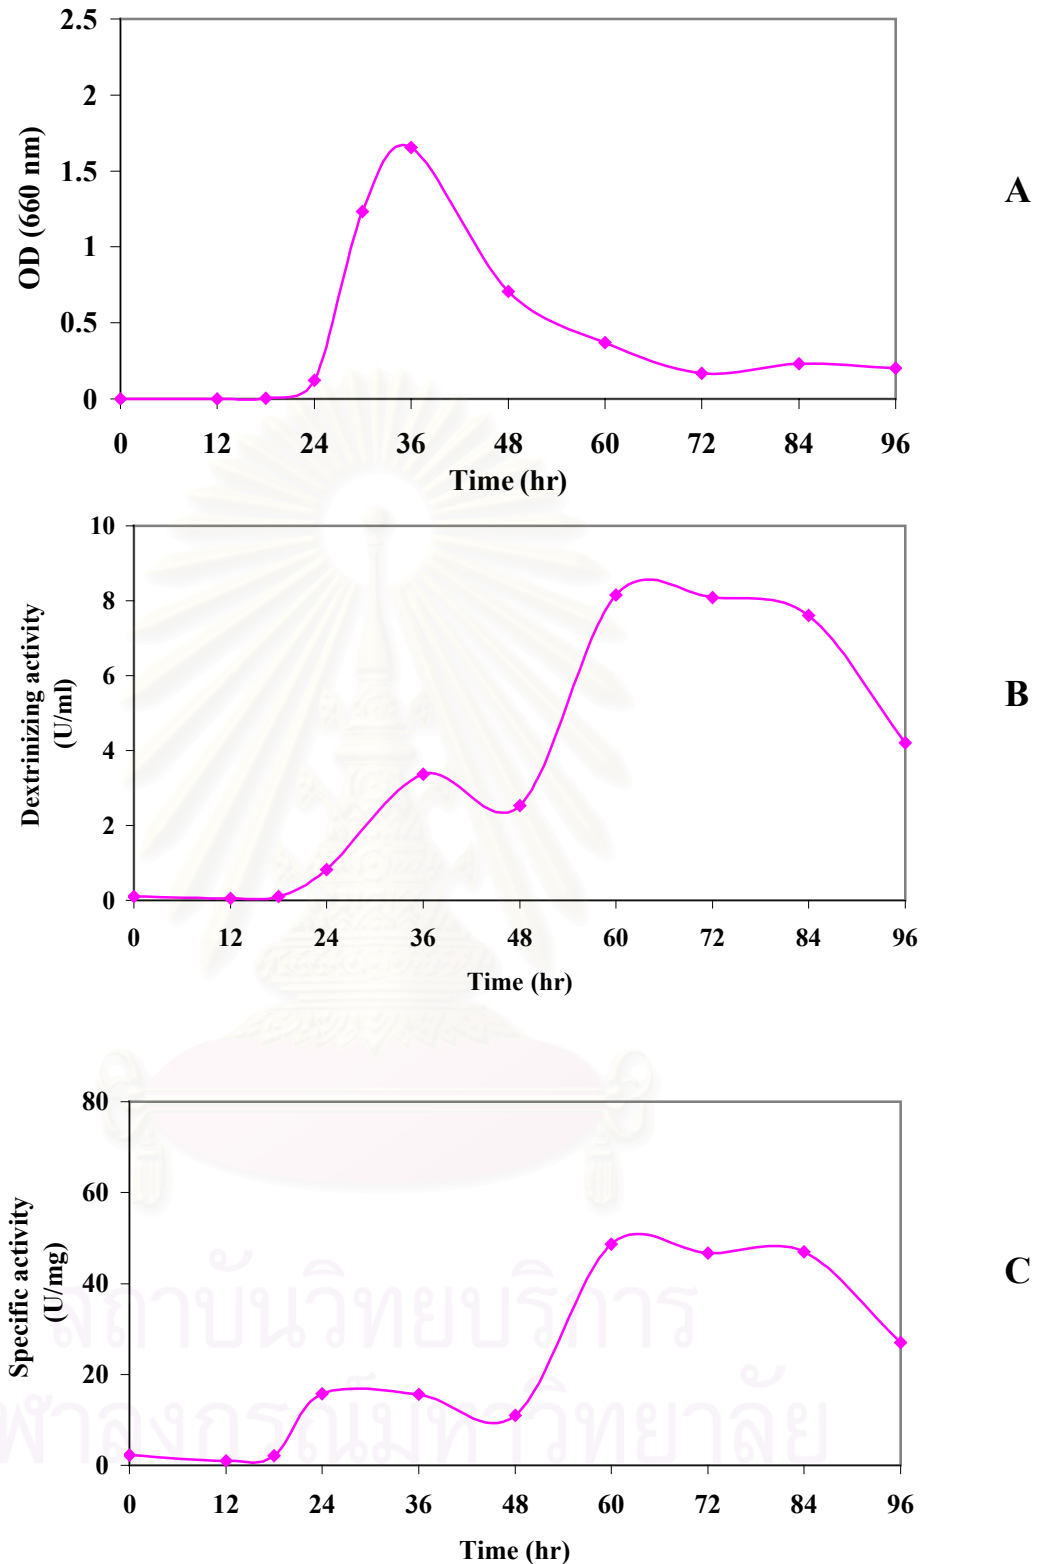 2.5
2
1.5
1
0.5
0
OD (660 nm)
0 12 24 36 48 60 72 84 96
Time (hr)
A
10
8
6
4
2
0
Dextrinizing activity
(U/ml)
0 12 24 36 48 60 72 84 96
Time (hr)
B
80
60
40
20
0
Specific activity
(U/mg)
0 12 24 36 48 60 72 84 96
Time (hr)
C
สถาบันวิทยบริการ
ฬาลงกรณ์มหาวิทยาลัย